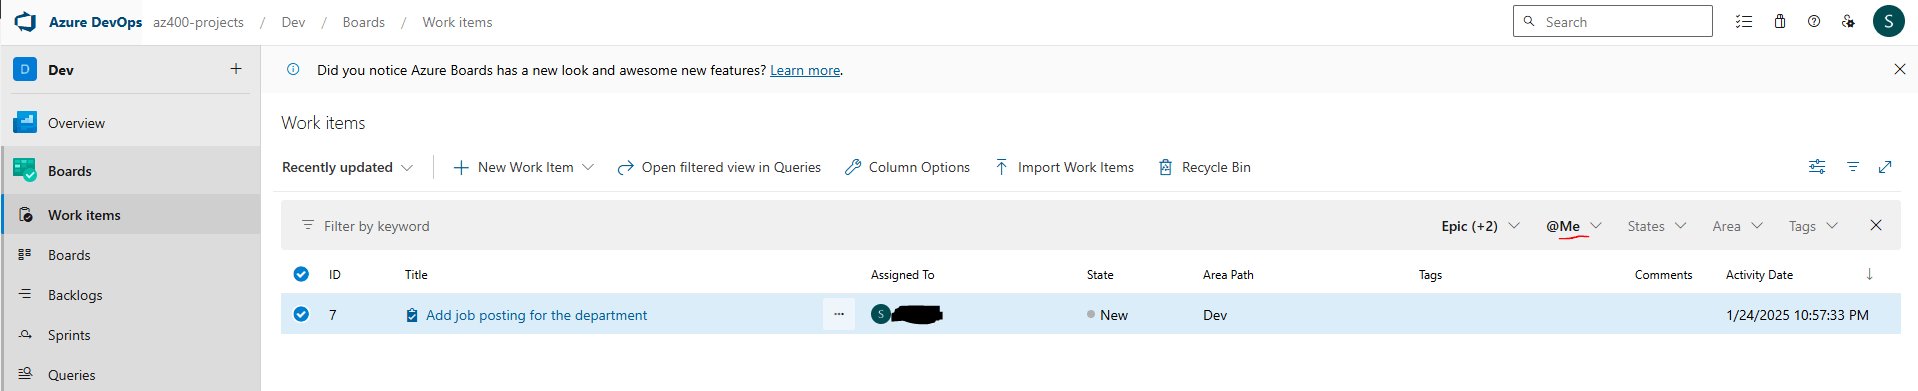 Azure DevOps az400-projects / Dev / Boards / Work items Search S
D Dev +
Did you notice Azure Boards has a new look and awesome new features? Learn more.
Overview
Boards
Work items
Boards
Backlogs
Sprints
Queries
Work items
Recently updated New Work Item Open filtered view in Queries Column Options Import Work Items Recycle Bin
Filter by keyword Epic (+2) @Me States Area Tags
ID Title Assigned To State Area Path Tags Comments Activity Date
7 Add job posting for the department ... S New Dev 1/24/2025 10:57:33 PM